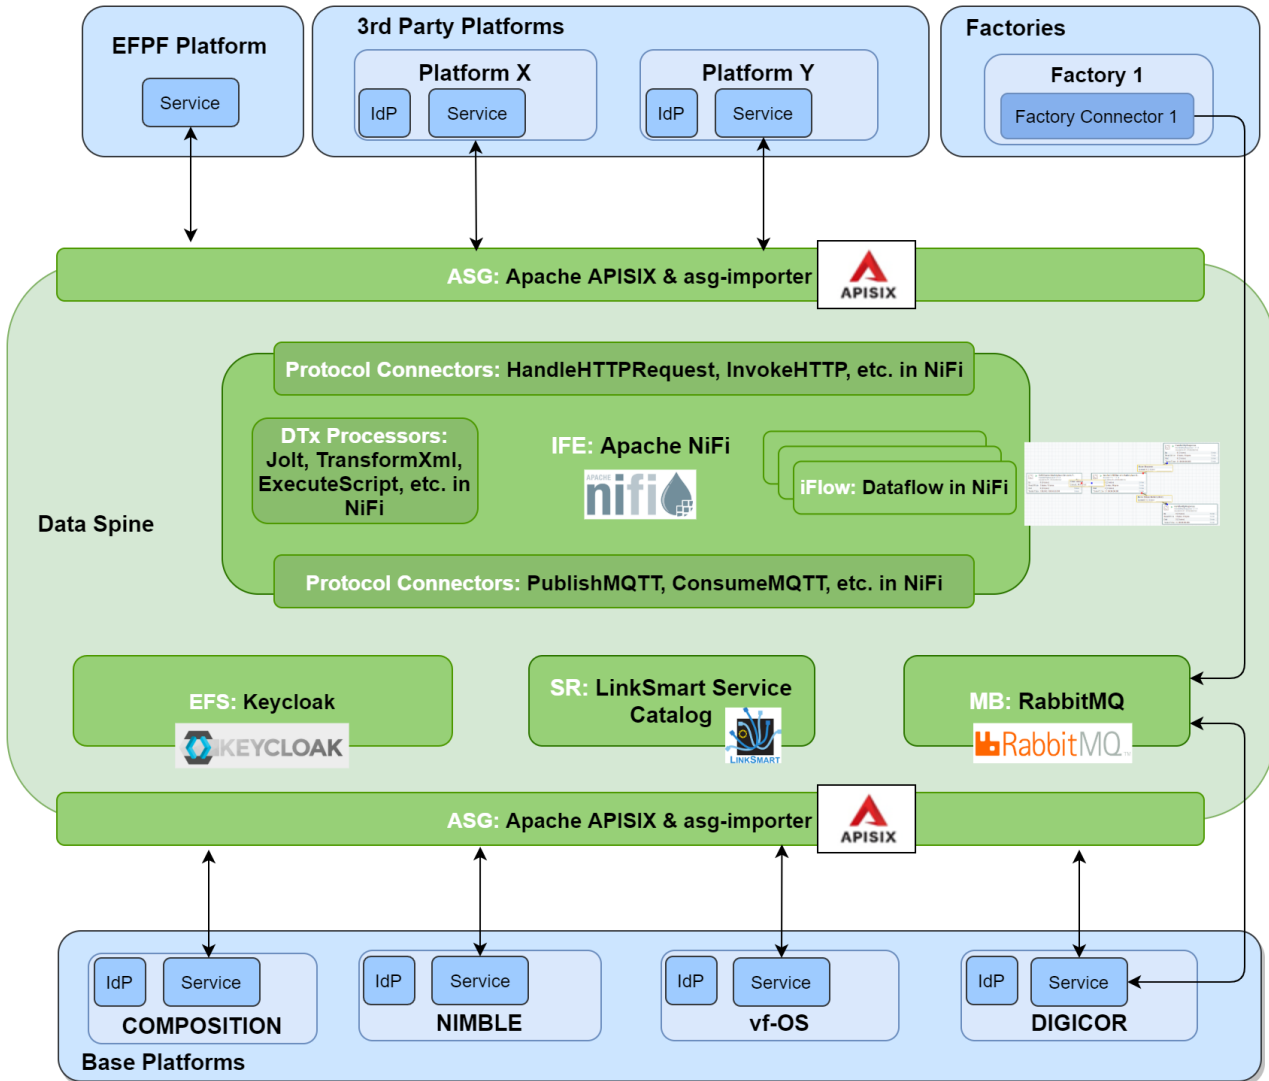 EFPF Platform
Service
3rd Party Platforms
Platform X
IdP
Service
Platform Y
IdP
Service
Factories
Factory 1
Factory Connector 1
ASG: Apache APISIX & asg-importer
APISIX
Protocol Connectors: HandleHTTPRequest, InvokeHTTP, etc. in NiFi
DTx Processors:
Jolt, TransformXml,
ExecuteScript, etc. in
NiFi
IFE: Apache NiFi
APACHE
nifi
iFlow: Dataflow in NiFi
Data Spine
Protocol Connectors: PublishMQTT, ConsumeMQTT, etc. in NiFi
EFS: Keycloak
KEYCLOAK
SR: LinkSmart Service
Catalog
LINKSMART
MB: RabbitMQ
RabbitMQ
ASG: Apache APISIX & asg-importer
APISIX
IdP
Service
COMPOSITION
IdP
Service
NIMBLE
IdP
Service
vf-OS
IdP
Service
DIGICOR
Base Platforms